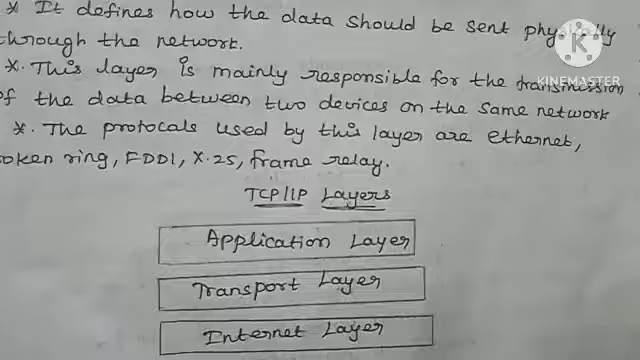 * It defines how the data should be sent physically
through the network.
*. This layer is mainly responsible for the transmission
of the data between two devices on the same network
*. The protocals used by this layer are ethernet,
token ring, FDDI, X.25, frame relay.
TCP/IP Layers
Application Layer
Transport Layer
Internet Layer
KINEMASTER